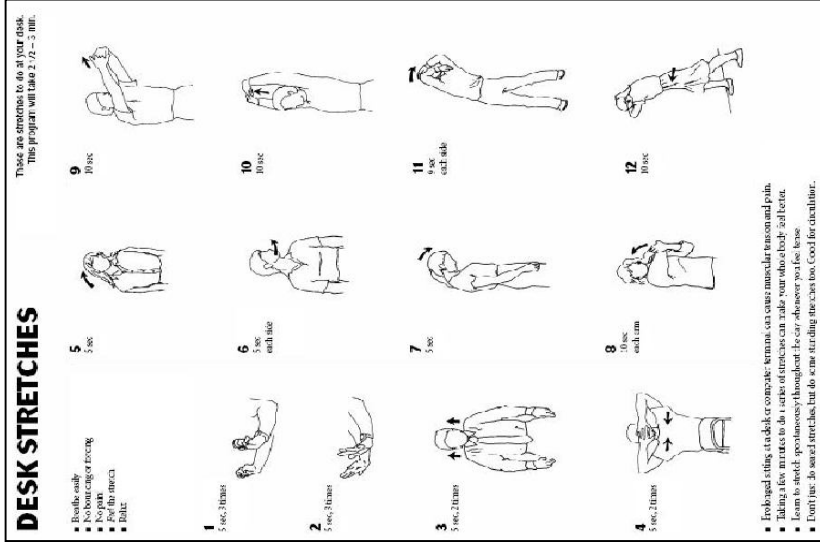 DESK STRETCHES
These are stretches to do at your desk.
This program will take 2 1/2 – 3 min.
■ Breathe easily
■ No bouncing or forcing
■ No pain
■ Feel the stretch
■ Relax
1
5 sec, 3 times
2
5 sec, 3 times
3
5 sec, 2 times
4
5 sec, 2 times
5
5 sec
6
5 sec
each side
7
5 sec
8
10 sec
each arm
9
10 sec
10
10 sec
11
9 sec
each side
12
10 sec
■ Prolonged sitting at a desk or computer terminal can cause muscular tension and pain.
■ Taking a few minutes to do a series of stretches can make your whole body feel better.
■ Learn to stretch spontaneously throughout the day whenever you feel tense.
■ Don't just do seated stretches, but do some standing stretches too. Good for circulation.